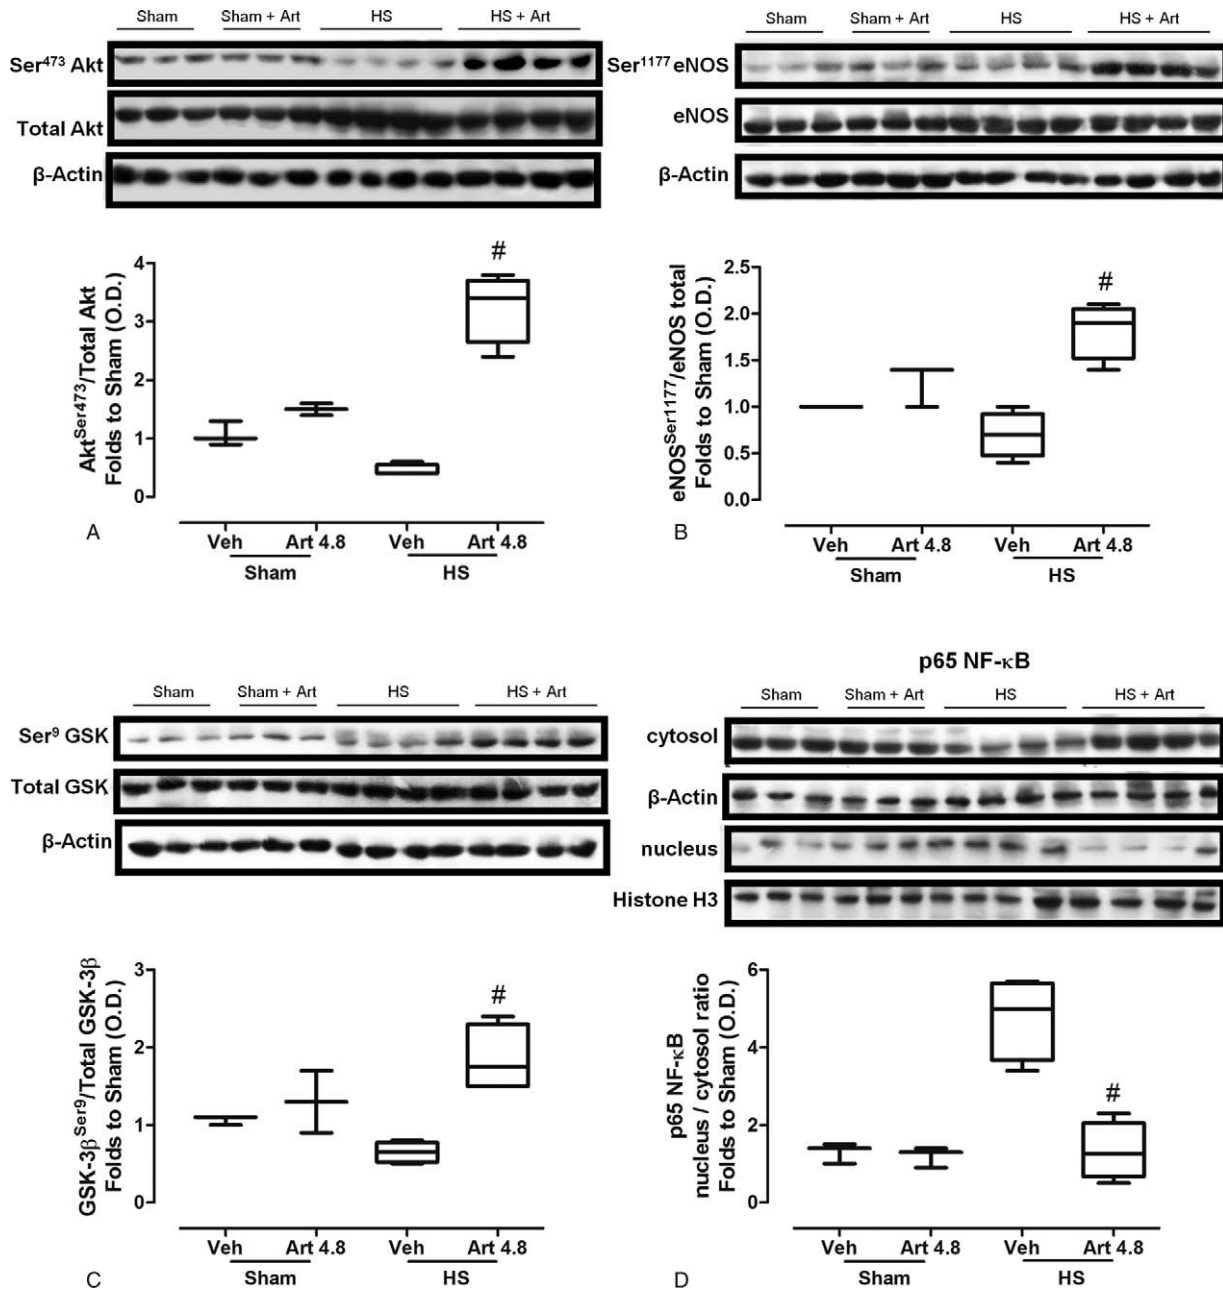 Sham Sham + Art HS HS + Art
Ser⁴⁷³ Akt
Total Akt
β-Actin
#
4
3
2
1
0
Akt^Ser473/Total Akt
Folds to Sham (O.D.)
Veh Art 4.8 Veh Art 4.8
Sham HS
A
Sham Sham + Art HS HS + Art
Ser¹¹⁷⁷ eNOS
eNOS
β-Actin
#
2.5
2.0
1.5
1.0
0.5
0.0
eNOS^Ser1177/eNOS total
Folds to Sham (O.D.)
Veh Art 4.8 Veh Art 4.8
Sham HS
B
Sham Sham + Art HS HS + Art
Ser⁹ GSK
Total GSK
β-Actin
#
3
2
1
0
GSK-3β^Ser9/Total GSK-3β
Folds to Sham (O.D.)
Veh Art 4.8 Veh Art 4.8
Sham HS
C
p65 NF-κB
Sham Sham + Art HS HS + Art
cytosol
β-Actin
nucleus
Histone H3
#
6
4
2
0
p65 NF-κB
nucleus / cytosol ratio
Folds to Sham (O.D.)
Veh Art 4.8 Veh Art 4.8
Sham HS
D